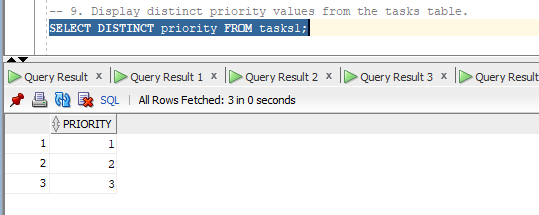 -- 9. Display distinct priority values from the tasks table.
SELECT DISTINCT priority FROM tasks1;
Query Result x Query Result 1 x Query Result 2 x Query Result 3 x Query Result
SQL | All Rows Fetched: 3 in 0 seconds
PRIORITY
1 1
2 2
3 3